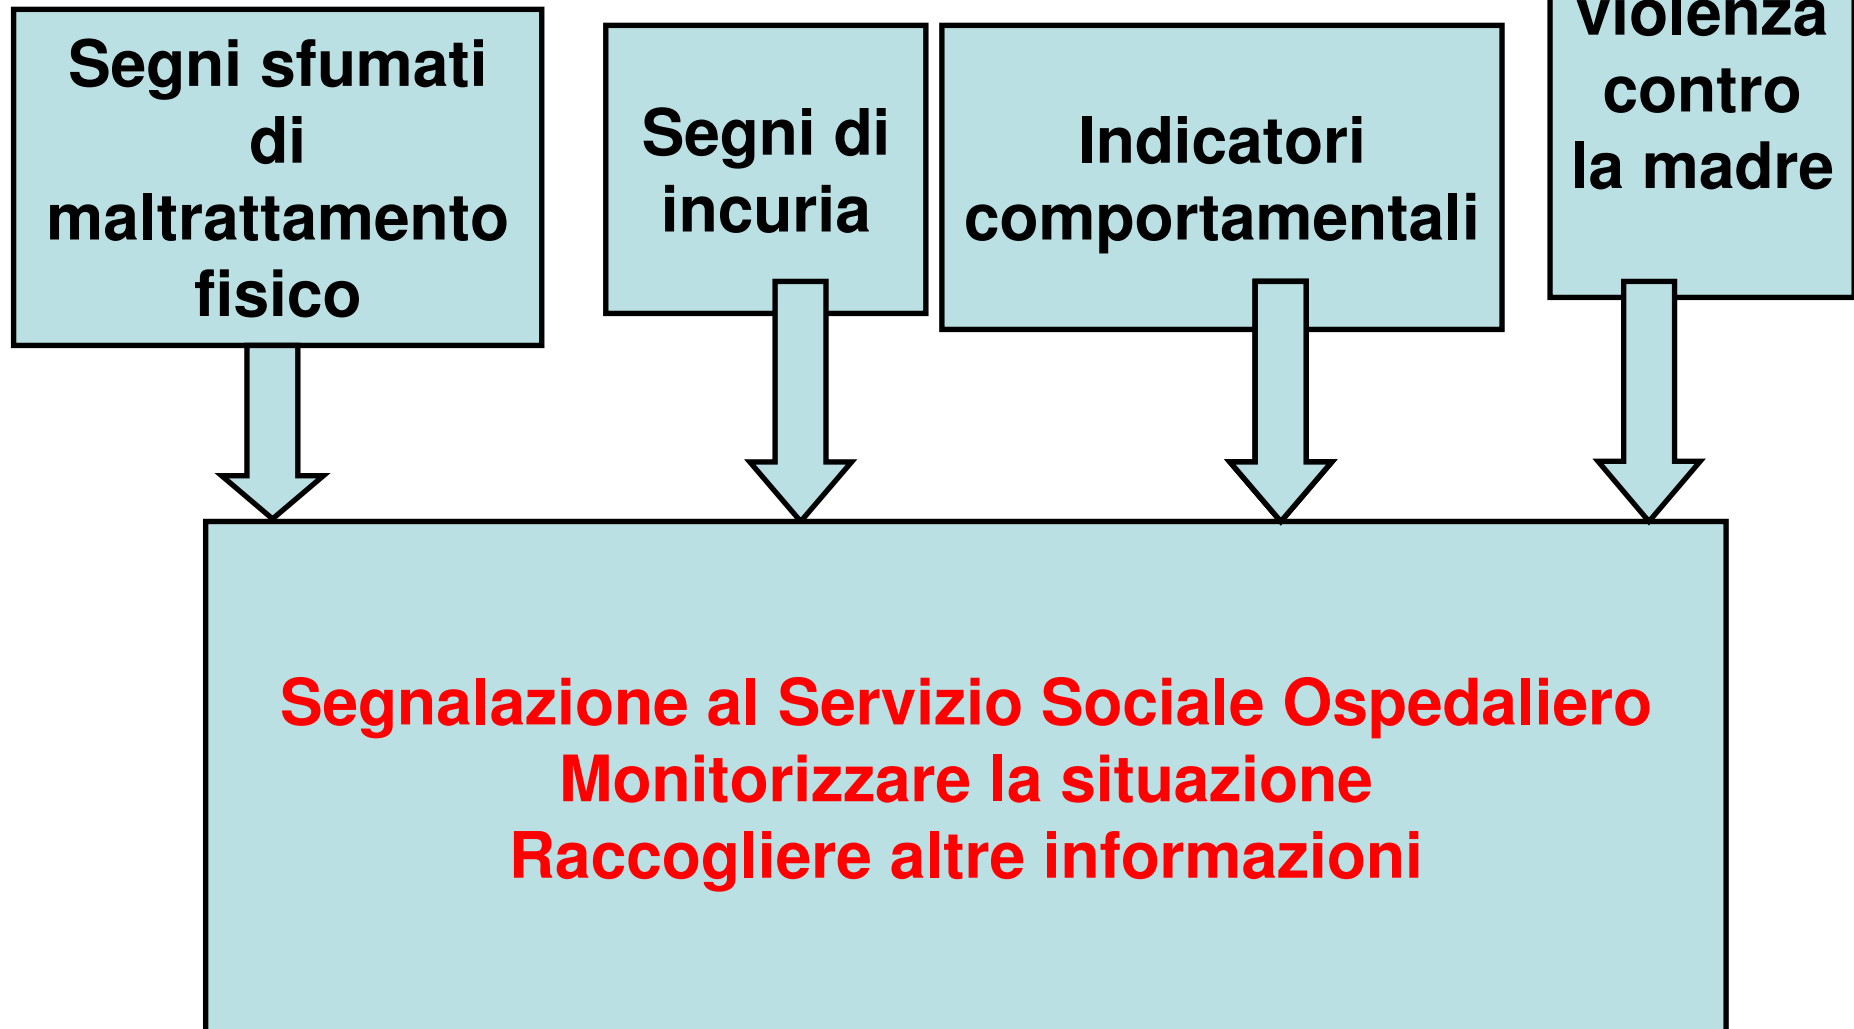 Segni sfumati
di
maltrattamento
fisico
Segni di
incuria
Indicatori
comportamentali
violenza
contro
la madre
Segnalazione al Servizio Sociale Ospedaliero
Monitorizzare la situazione
Raccogliere altre informazioni